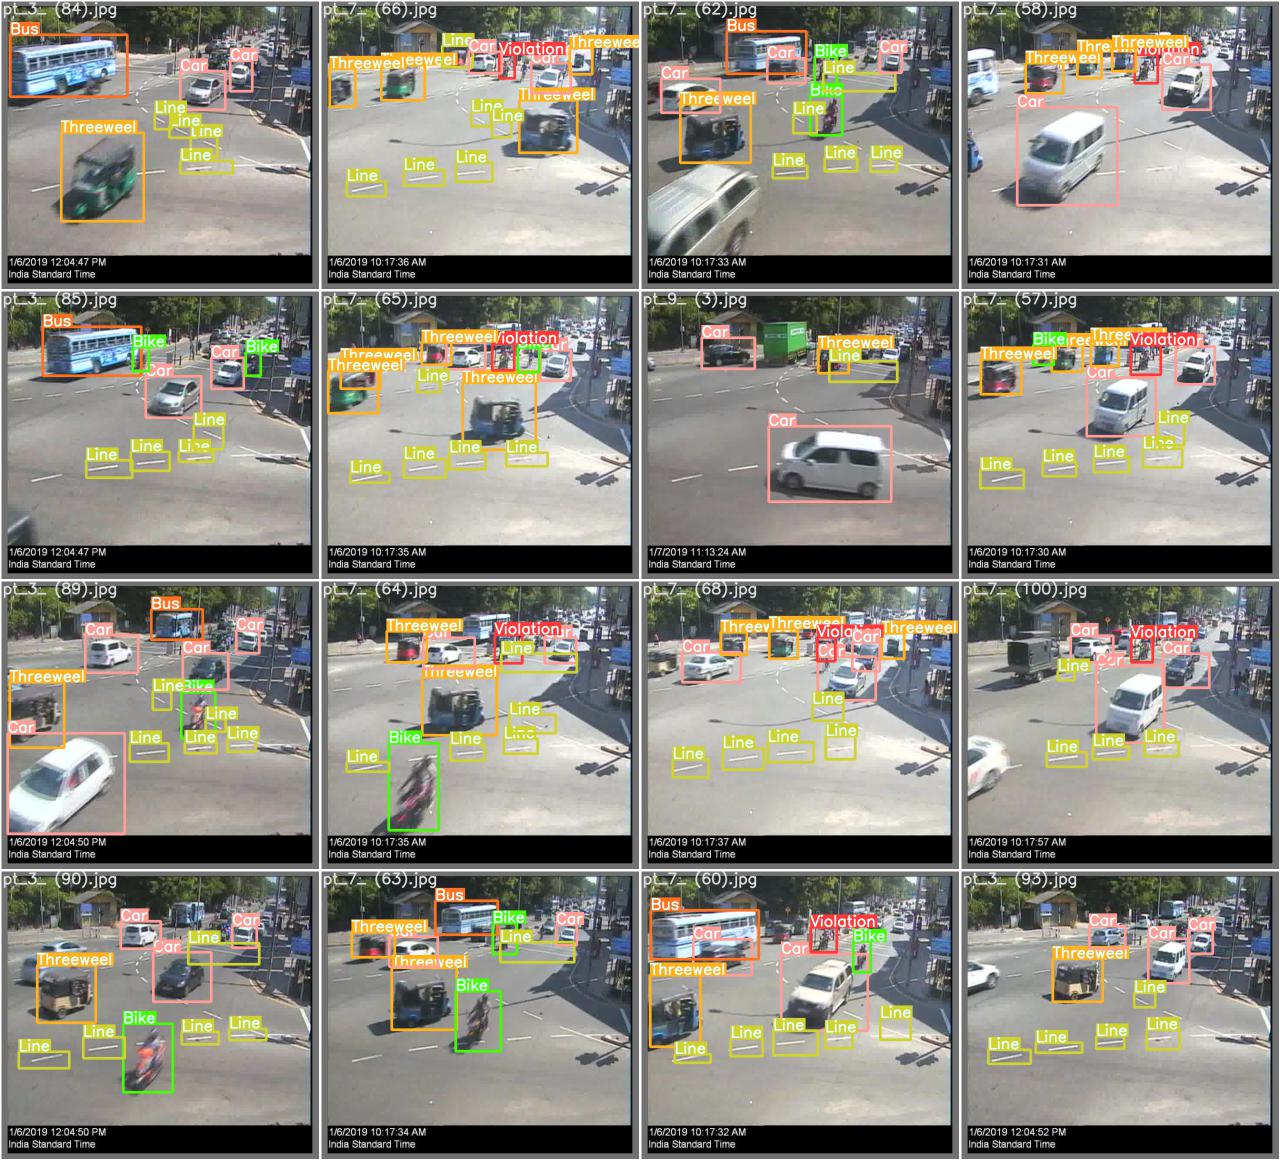 pt_3_ (84).jpg
Bus
Car
Car
Line
Line
Line
Line
Threeweel
1/6/2019 12:04:47 PM
India Standard Time
pt_7_ (66).jpg
Line
Car
Violation
Threeweel
Threeweel
Car
Threeweel
Line
Line
Line
Line
Line
1/6/2019 10:17:36 AM
India Standard Time
pt_7_ (62).jpg
Bus
Bike
Car
Car
Line
Car
Bike
Threeweel
Line
Line
Line
Line
1/6/2019 10:17:33 AM
India Standard Time
pt_7_ (58).jpg
Threeweel
Car
Car
1/6/2019 10:17:31 AM
India Standard Time
pt_3_ (85).jpg
Bus
Bike
Car
Bike
Car
Line
Line
Line
Line
1/6/2019 12:04:47 PM
India Standard Time
pt_7_ (65).jpg
Threeweel
Violation
Threeweel
Line
Threeweel
Line
Line
Line
Line
1/6/2019 10:17:35 AM
India Standard Time
pt_9_ (3).jpg
Car
Threeweel
Line
Car
1/7/2019 11:13:24 AM
India Standard Time
pt_7_ (57).jpg
Bike
Violation
Threeweel
Car
Car
Line
Line
Line
Line
Line
1/6/2019 10:17:30 AM
India Standard Time
pt_3_ (89).jpg
Bus
Car
Car
Car
Threeweel
Line
Bike
Line
Car
Line
Line
Line
1/6/2019 12:04:50 PM
India Standard Time
pt_7_ (64).jpg
Threeweel
Violation
Line
Threeweel
Line
Line
Line
Line
Bike
1/6/2019 10:17:35 AM
India Standard Time
pt_7_ (68).jpg
Threeweel
Threeweel
Car
Car
Car
Line
Line
Line
Line
Line
1/6/2019 10:17:37 AM
India Standard Time
pt_7_ (100).jpg
Car
Violation
Car
Car
Line
Line
Line
Line
1/6/2019 10:17:57 AM
India Standard Time
pt_3_ (90).jpg
Car
Car
Line
Car
Threeweel
Bike
Line
Line
Line
Line
1/6/2019 12:04:50 PM
India Standard Time
pt_7_ (63).jpg
Bus
Bike
Car
Threeweel
Line
Threeweel
Bike
1/6/2019 10:17:34 AM
India Standard Time
pt_7_ (60).jpg
Bus
Violation
Car
Bike
Car
Threeweel
Line
Line
Line
Line
Line
1/6/2019 10:17:32 AM
India Standard Time
pt_3_ (93).jpg
Car
Car
Car
Threeweel
Line
Line
Line
Line
Line
1/6/2019 12:04:52 PM
India Standard Time